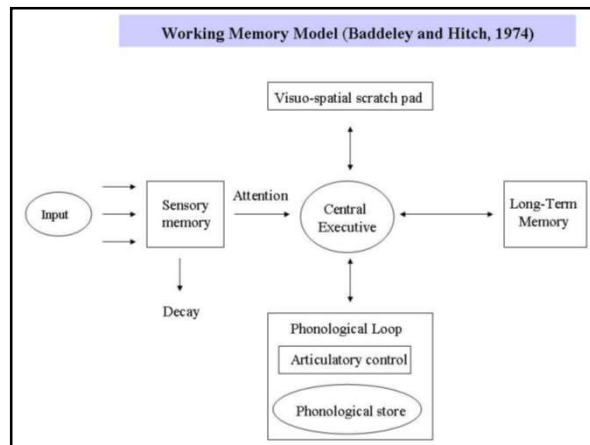 Working Memory Model (Baddeley and Hitch, 1974)
Visuo-spatial scratch pad
Input
Sensory
memory
Attention
Central
Executive
Long-Term
Memory
Decay
Phonological Loop
Articulatory control
Phonological store